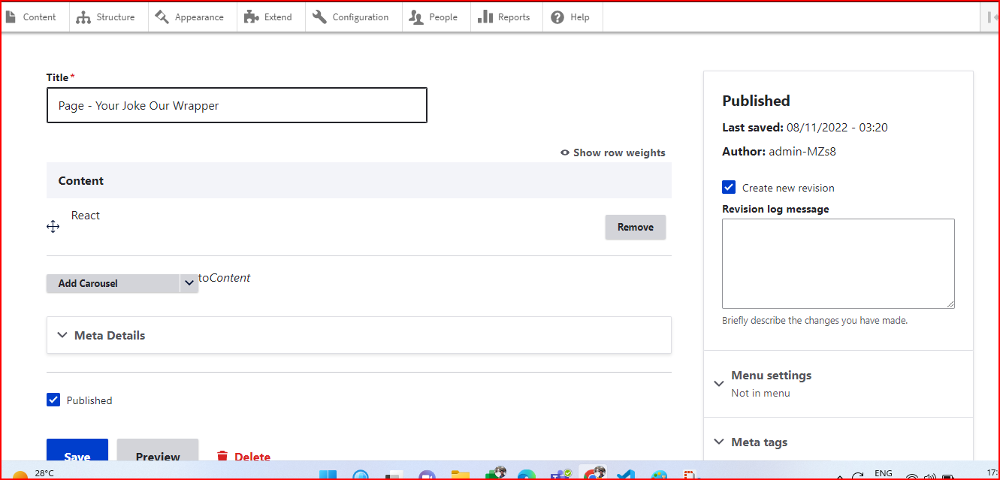 Content Structure Appearance Extend Configuration People Reports Help
Title*
Page - Your Joke Our Wrapper
Show row weights
Content
React
Remove
Add Carousel toContent
Meta Details
Published
Save Preview Delete
Published
Last saved: 08/11/2022 - 03:20
Author: admin-MZs8
Create new revision
Revision log message
Briefly describe the changes you have made.
Menu settings
Not in menu
Meta tags
28°C
ENG
17: